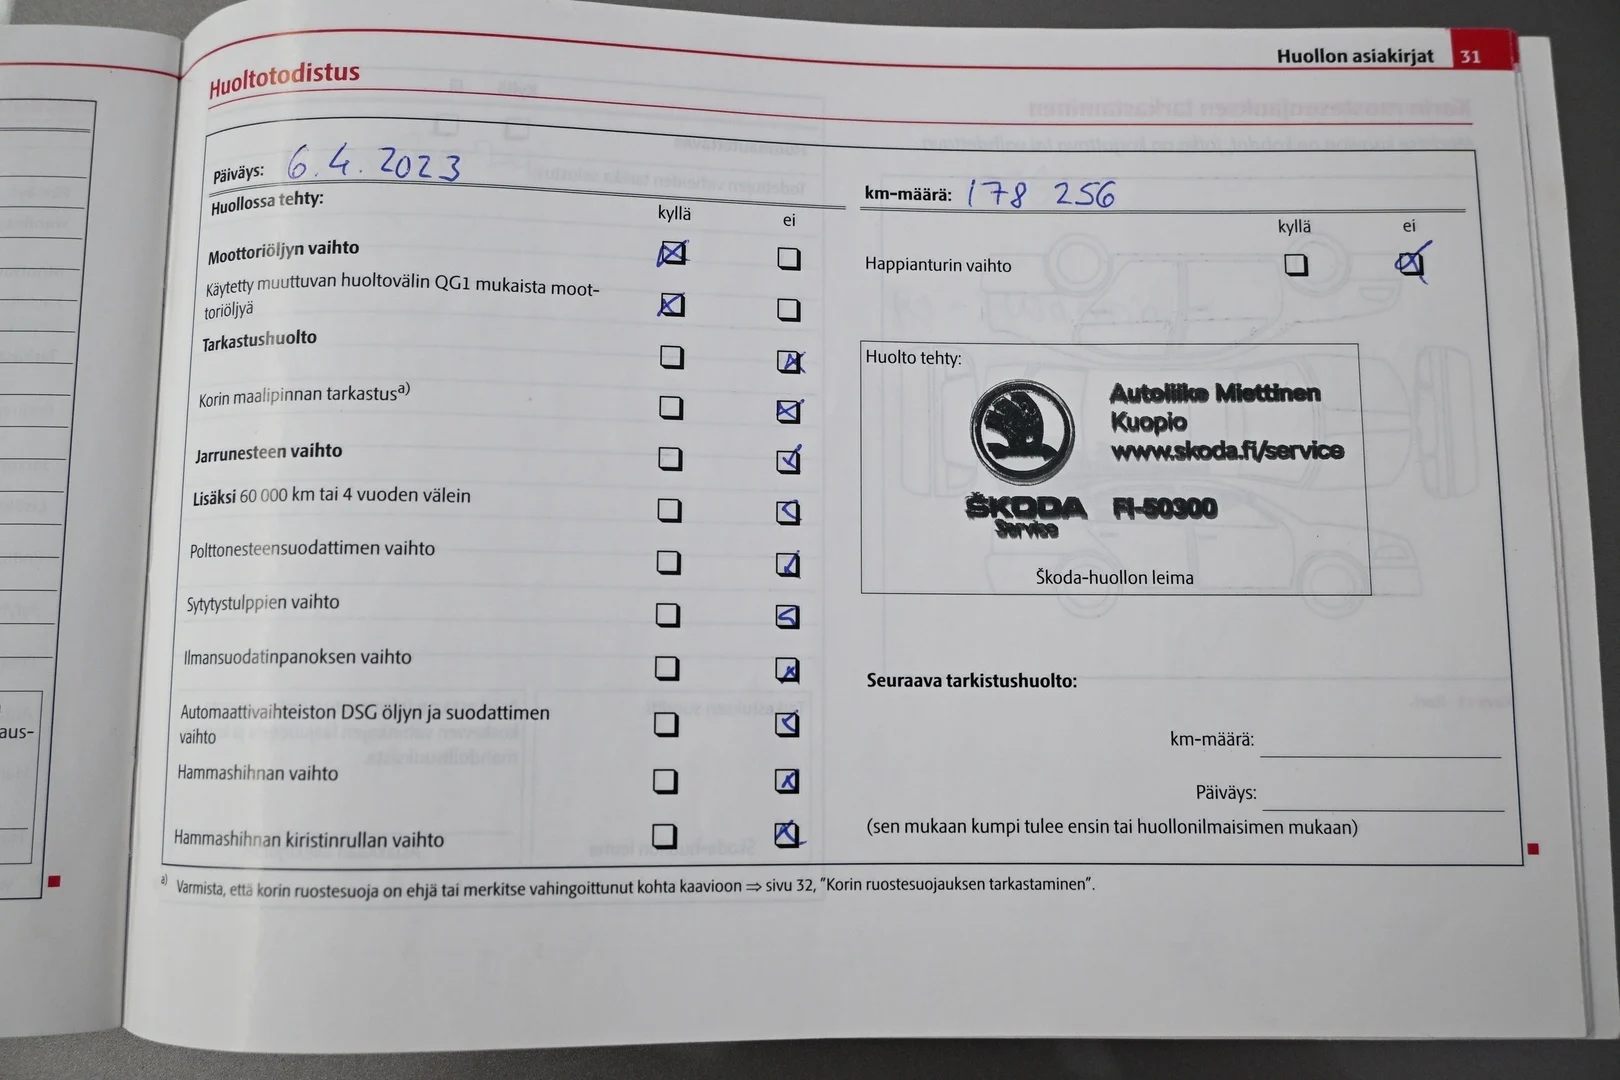 Huollon asiakirjat 31
Huoltotodistus
Päiväys: 6.4.2023
km-määrä: 178 256
Huollossa tehty:
kyllä ei
kyllä ei
Moottoriöljyn vaihto
Käytetty muuttuvan huoltovälin QG1 mukaista moot-
toriöljyä
Tarkastushuolto
Korin maalipinnan tarkastus a)
Jarrunesteen vaihto
Lisäksi 60 000 km tai 4 vuoden välein
Polttonesteensuodattimen vaihto
Sytytystulppien vaihto
Ilmansuodatinpanoksen vaihto
Automaattivaihteiston DSG öljyn ja suodattimen
vaihto
Hammashihnan vaihto
Hammashihnan kiristinrullan vaihto
Happianturin vaihto
Huolto tehty:
Autoliike Miettinen
Kuopio
www.skoda.fi/service
ŠKODA FI-50300
Service
Škoda-huollon leima
Seuraava tarkistushuolto:
km-määrä:
Päiväys:
(sen mukaan kumpi tulee ensin tai huollonilmaisimen mukaan)
a) Varmista, että korin ruostesuoja on ehjä tai merkitse vahingoittunut kohta kaavioon ⇒ sivu 32, "Korin ruostesuojauksen tarkastaminen".
aus-